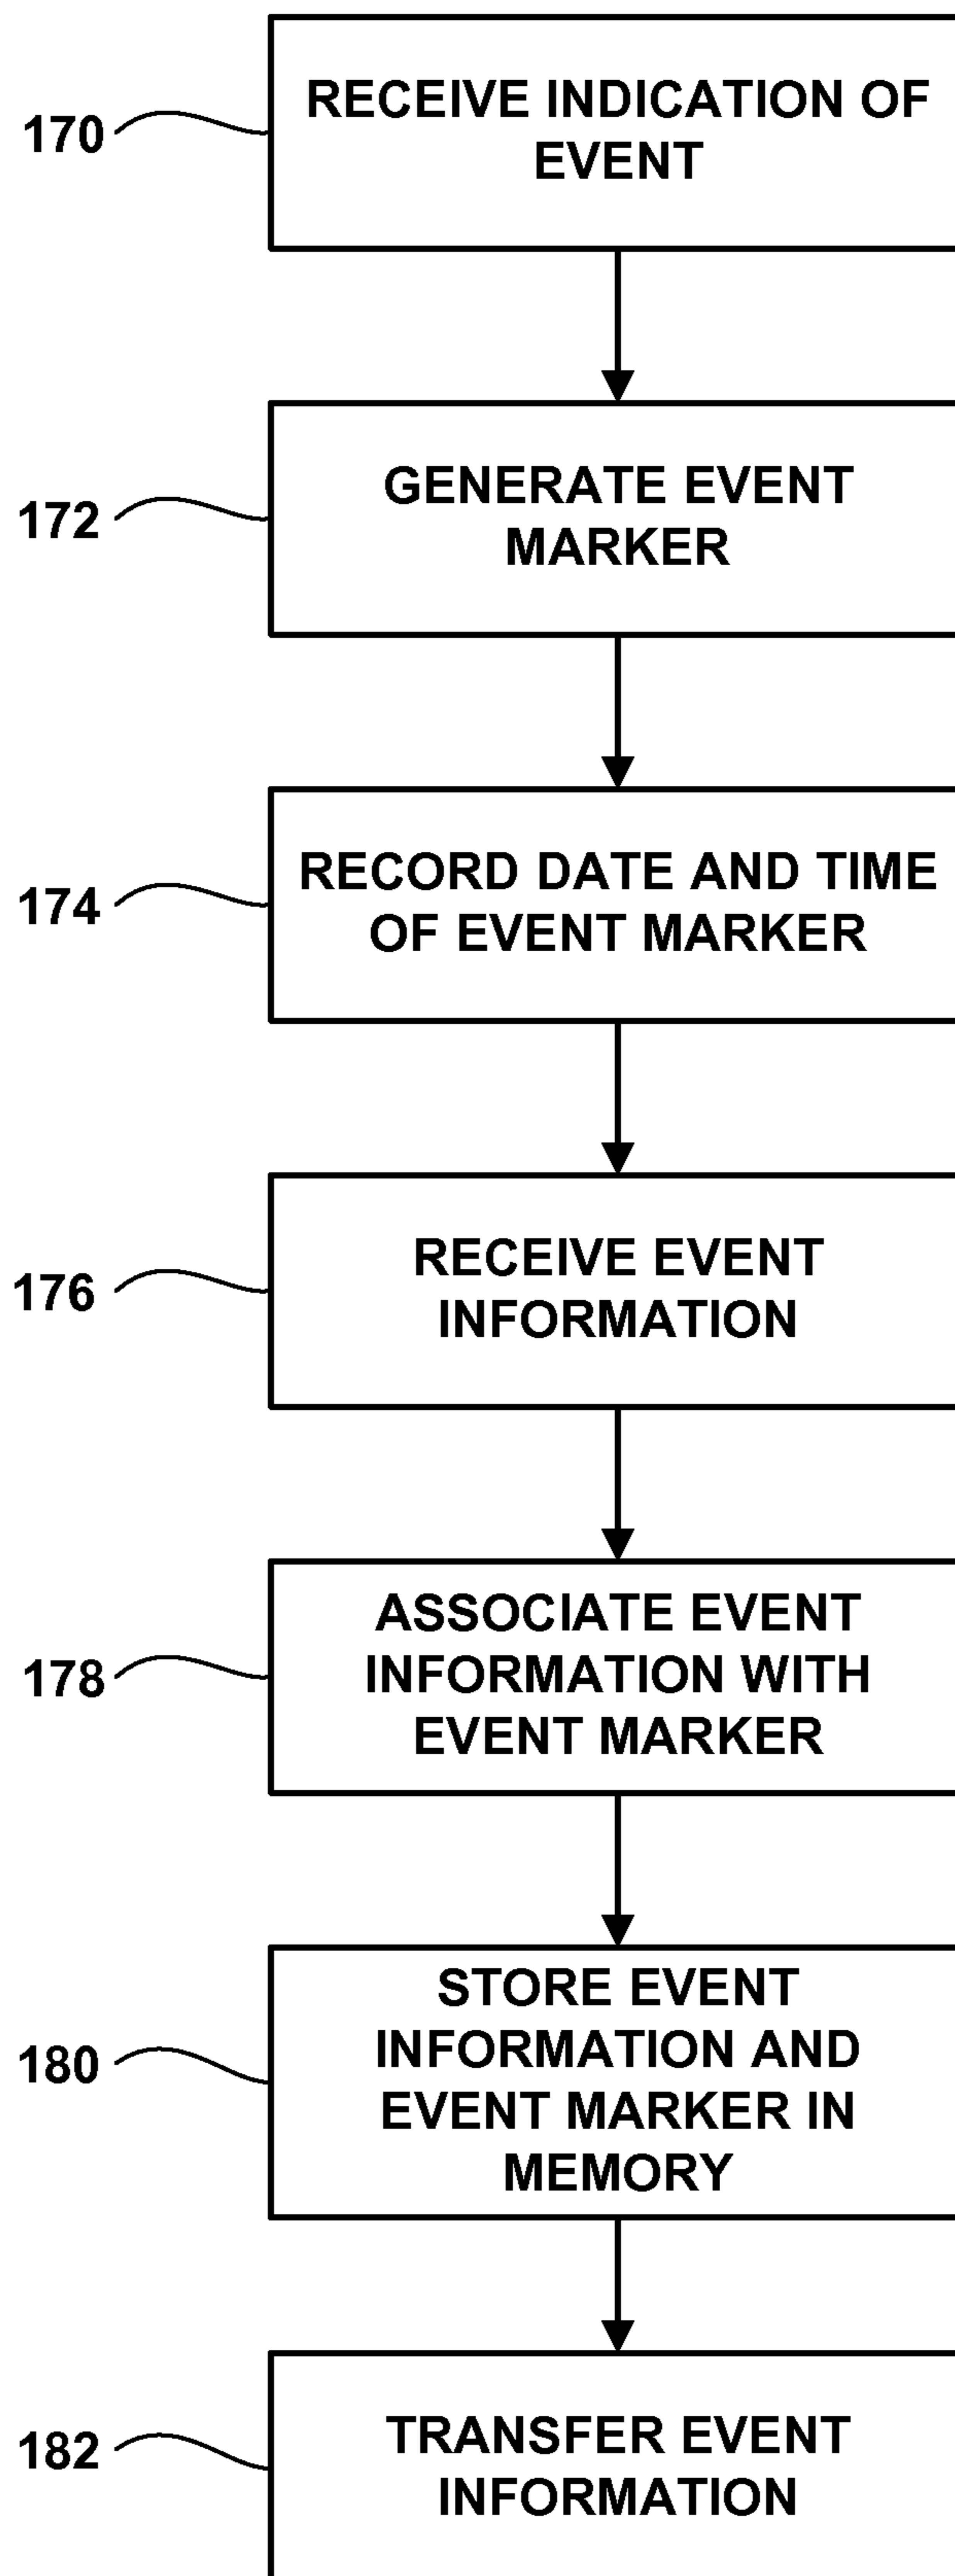 170
RECEIVE INDICATION OF
EVENT
172
GENERATE EVENT
MARKER
174
RECORD DATE AND TIME
OF EVENT MARKER
176
RECEIVE EVENT
INFORMATION
178
ASSOCIATE EVENT
INFORMATION WITH
EVENT MARKER
180
STORE EVENT
INFORMATION AND
EVENT MARKER IN
MEMORY
182
TRANSFER EVENT
INFORMATION